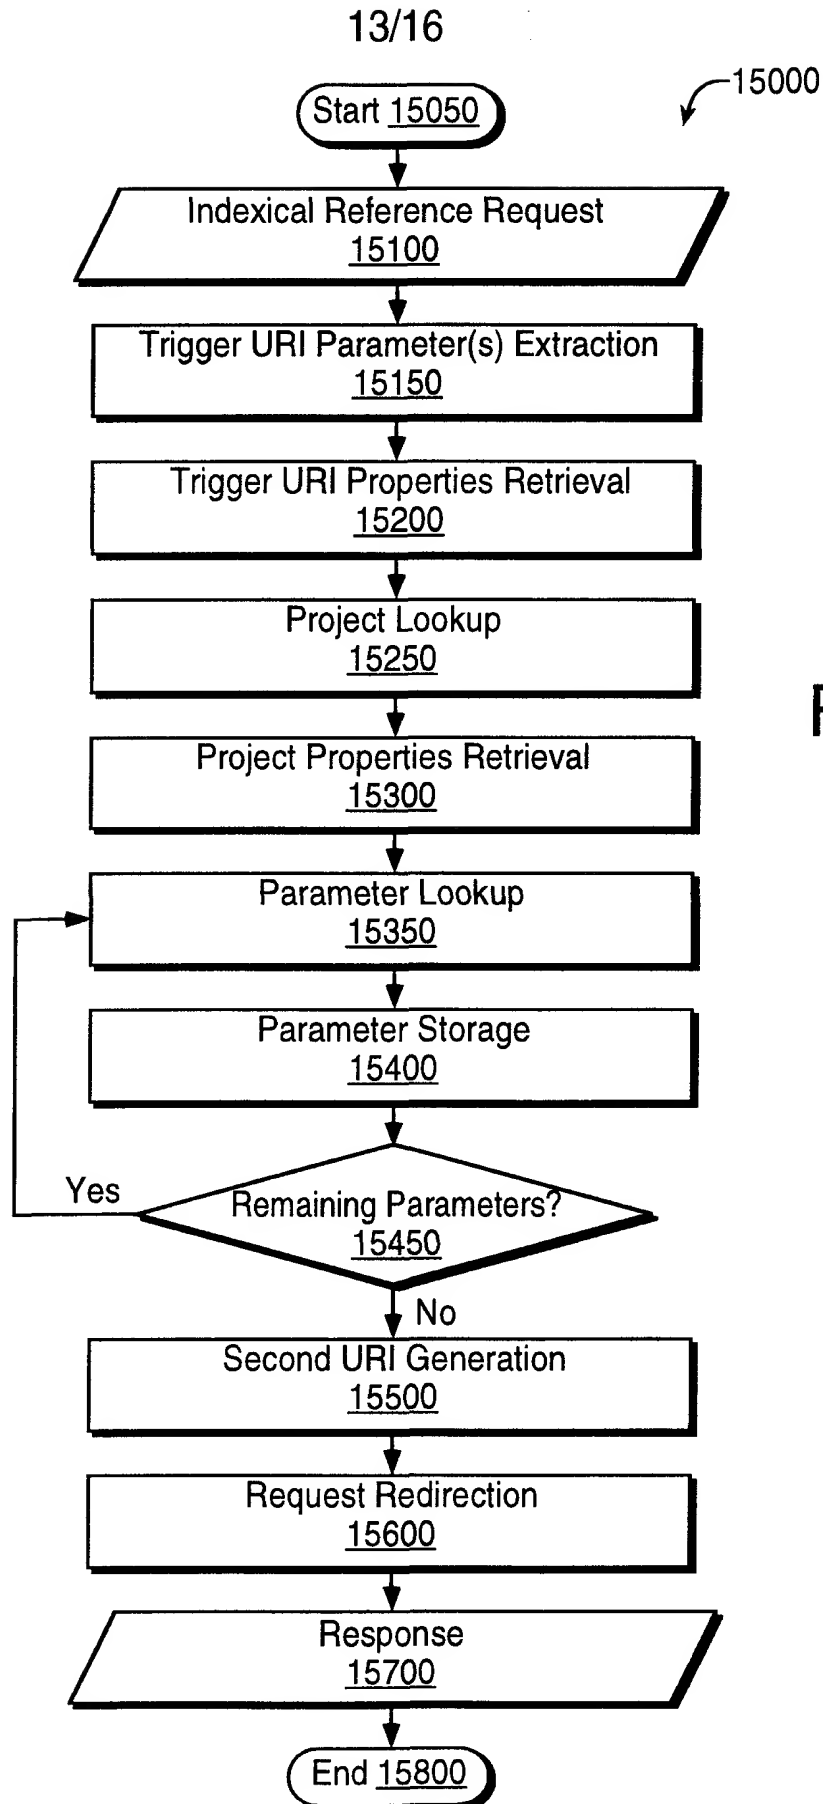 13/16
15000
Start 15050
Indexical Reference Request
15100
Trigger URI Parameter(s) Extraction
15150
Trigger URI Properties Retrieval
15200
Project Lookup
15250
Project Properties Retrieval
15300
Parameter Lookup
15350
Parameter Storage
15400
Yes
Remaining Parameters?
15450
No
Second URI Generation
15500
Request Redirection
15600
Response
15700
End 15800